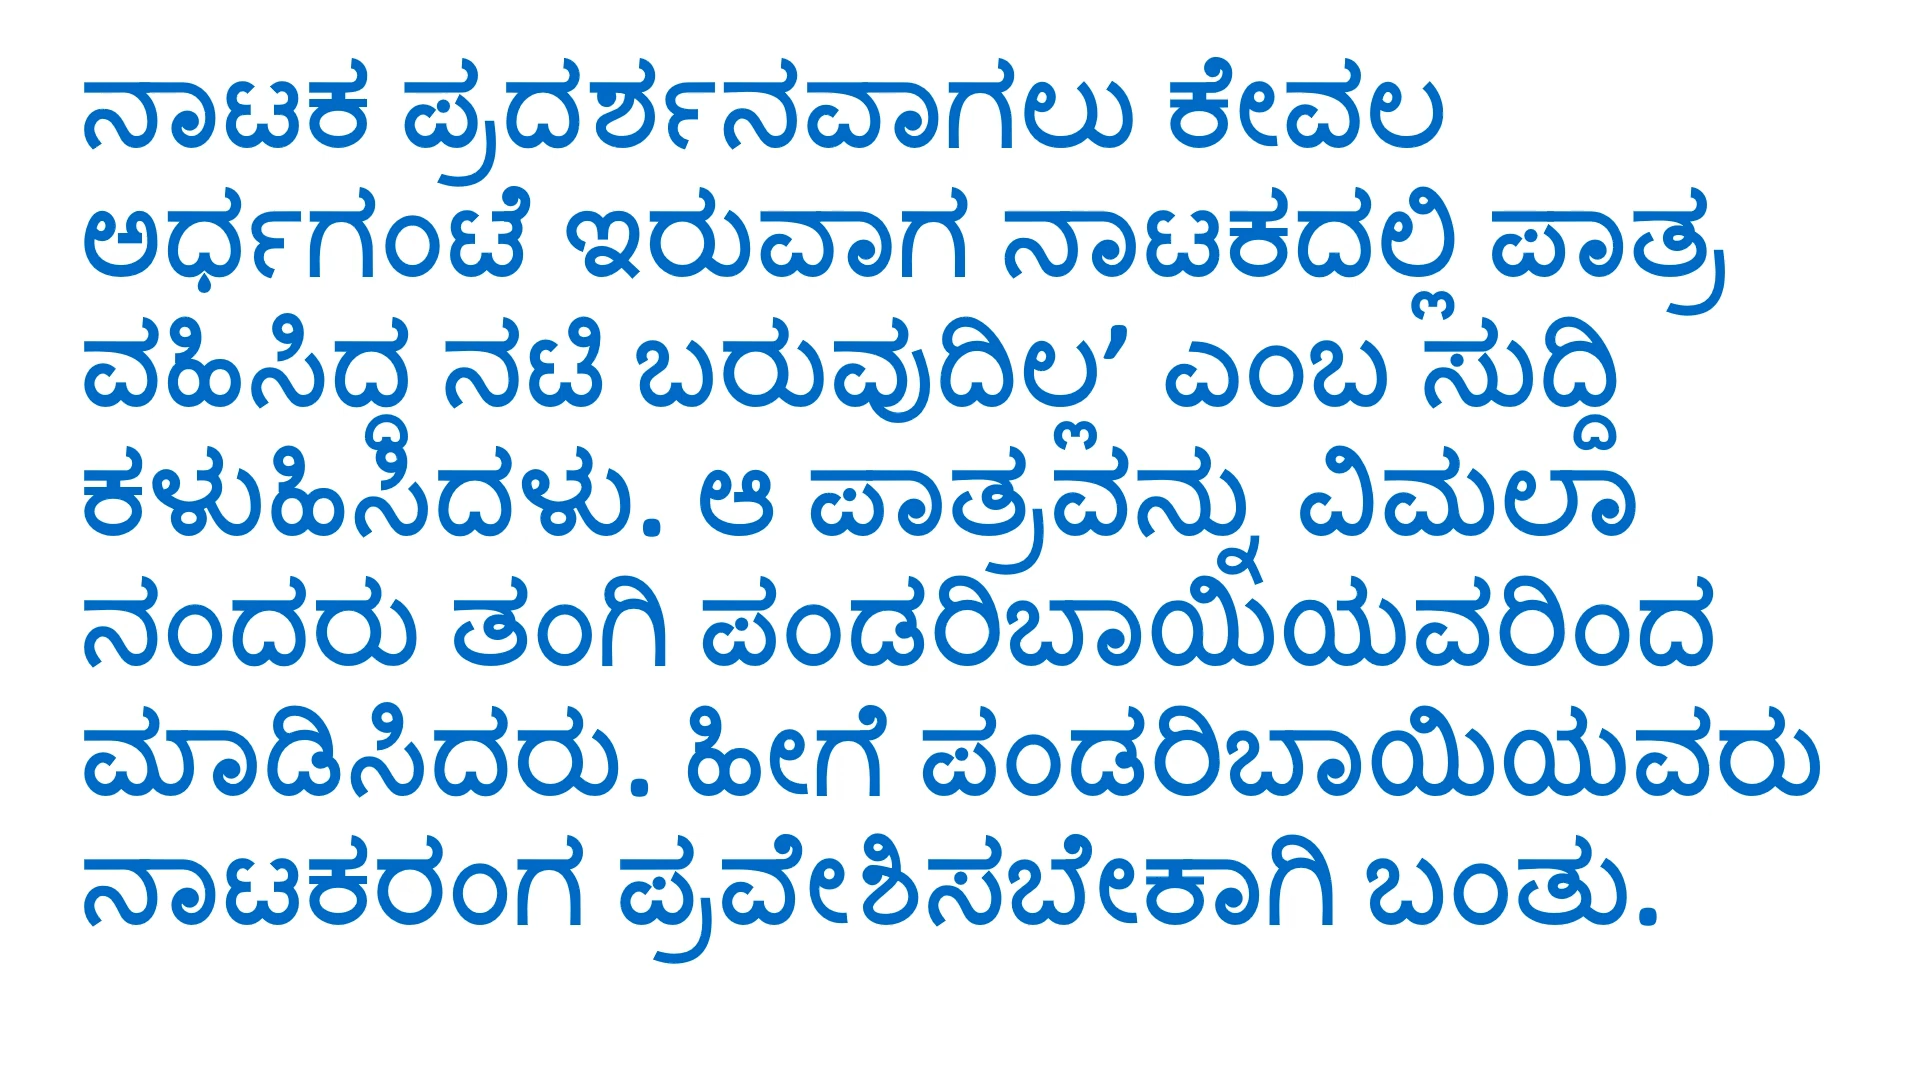 ನಾಟಕ ಪ್ರದರ್ಶನವಾಗಲು ಕೇವಲ
ಅರ್ಧಗಂಟೆ ಇರುವಾಗ ನಾಟಕದಲ್ಲಿ ಪಾತ್ರ
ವಹಿಸಿದ್ದ ನಟಿ ಬರುವುದಿಲ್ಲ’ ಎಂಬ ಸುದ್ದಿ
ಕಳುಹಿಸಿದಳು. ಆ ಪಾತ್ರವನ್ನು ವಿಮಲಾ
ನಂದರು ತಂಗಿ ಪಂಡರಿಬಾಯಿಯವರಿಂದ
ಮಾಡಿಸಿದರು. ಹೀಗೆ ಪಂಡರಿಬಾಯಿಯವರು
ನಾಟಕರಂಗ ಪ್ರವೇಶಿಸಬೇಕಾಗಿ ಬಂತು.